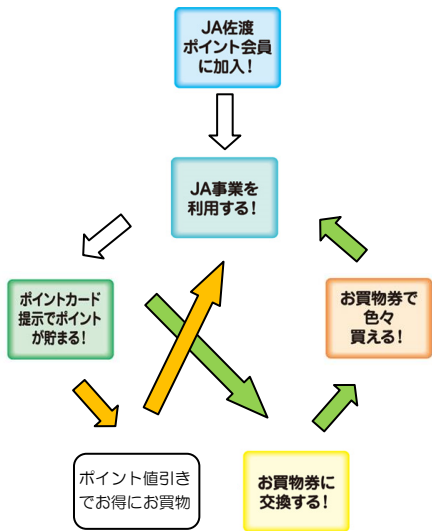 JA佐渡
ポイント会員
に加入!
JA事業を
利用する!
ポイントカード
提示でポイント
が貯まる!
お買物券で
色々
買える!
ポイント値引き
でお得にお買物
お買物券に
交換する!